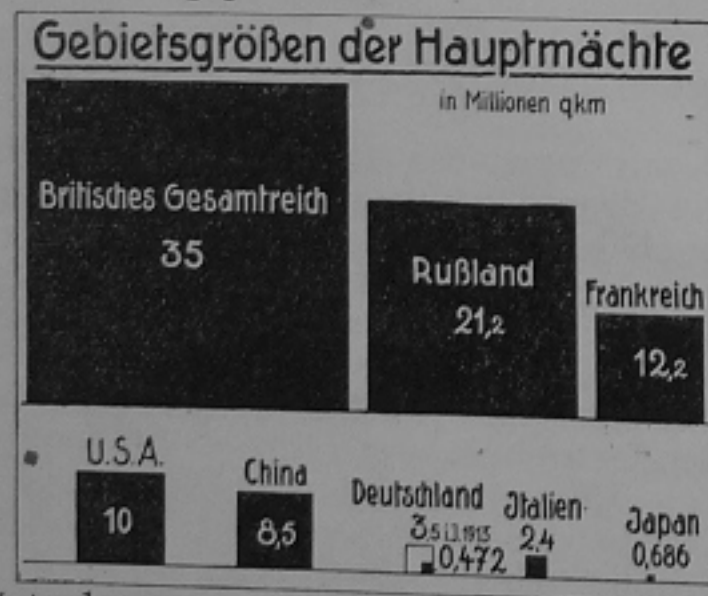 Gebietsgrößen der Hauptmächte
in Millionen qkm
Britisches Gesamtreich
35
Rußland
21,2
Frankreich
12,2
U.S.A.
10
China
8,5
Deutschland
3,5 i.J. 1913
0,472
Italien
2,4
Japan
0,686